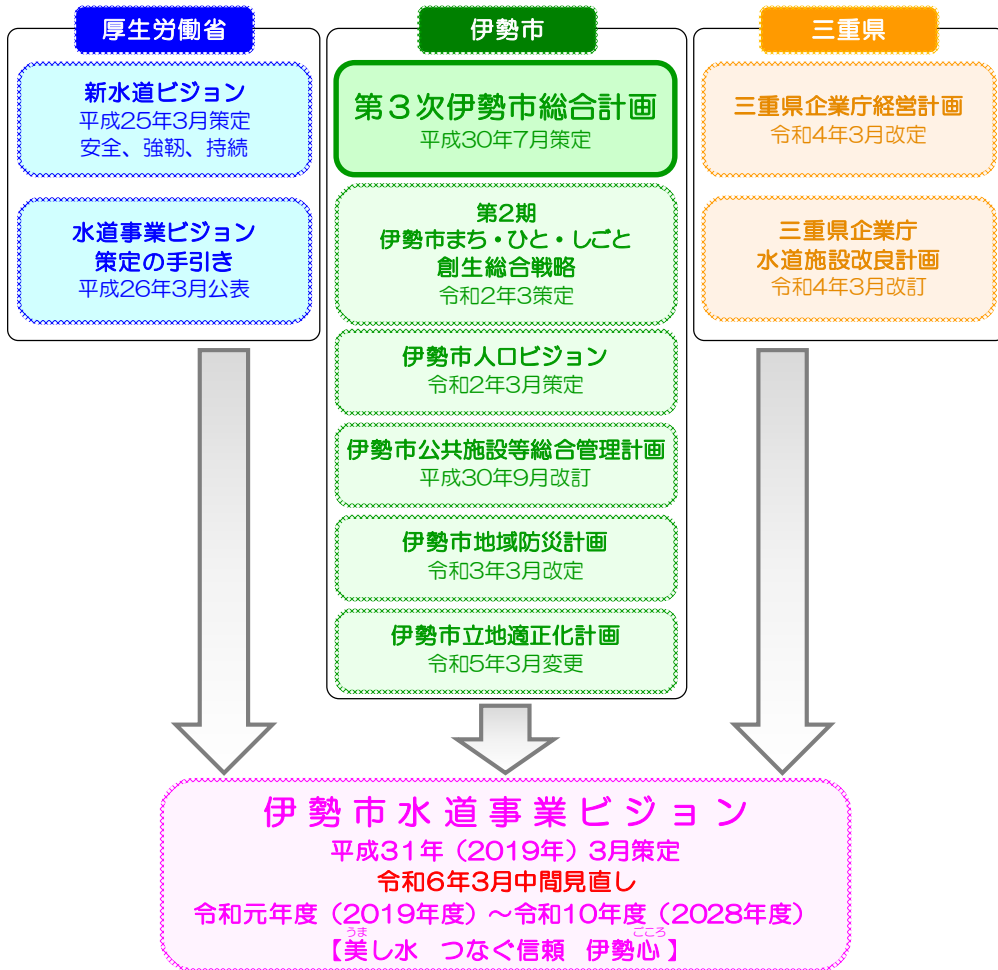 厚生労働省
新水道ビジョン
平成25年3月策定
安全、強靭、持続
水道事業ビジョン
策定の手引き
平成26年3月公表
伊勢市
第３次伊勢市総合計画
平成30年7月策定
第2期
伊勢市まち・ひと・しごと
創生総合戦略
令和2年3策定
伊勢市人口ビジョン
令和2年3月策定
伊勢市公共施設等総合管理計画
平成30年9月改訂
伊勢市地域防災計画
令和3年3月改定
伊勢市立地適正化計画
令和5年3月変更
三重県
三重県企業庁経営計画
令和4年3月改定
三重県企業庁
水道施設改良計画
令和4年3月改訂
伊勢市水道事業ビジョン
平成31年（2019年）3月策定
令和6年3月中間見直し
令和元年度（2019年度）～令和10年度（2028年度）
うま ごころ
【美し水 つなぐ信頼 伊勢心】